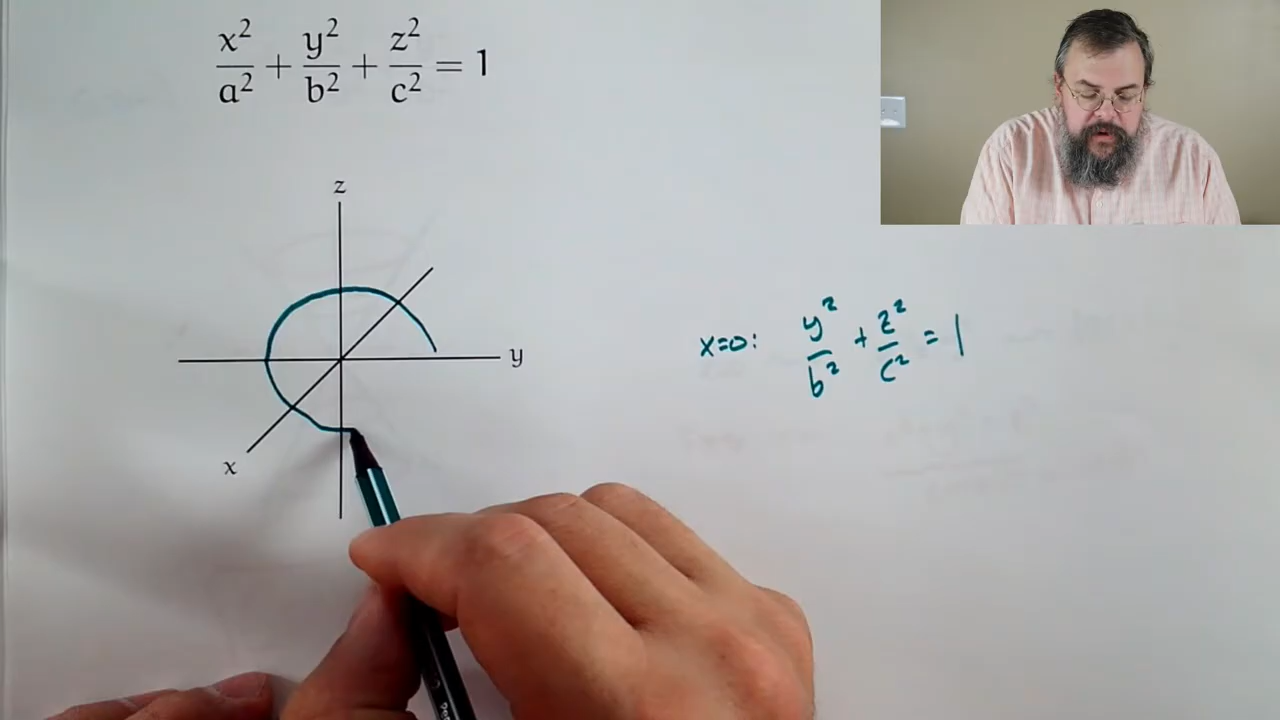 x²/a² + y²/b² + z²/c² = 1
z
y
x
x=0: y²/b² + z²/c² = 1